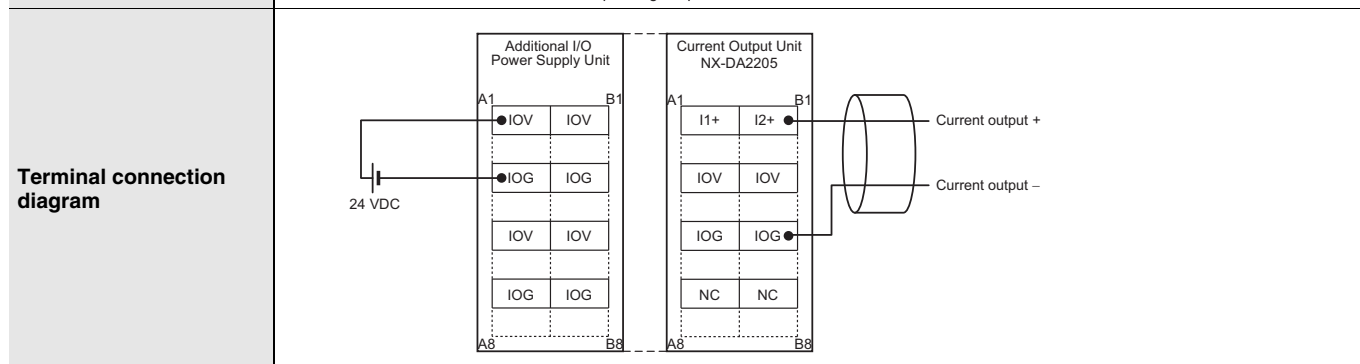 Terminal connection
diagram
Additional I/O
Power Supply Unit
Current Output Unit
NX-DA2205
A1 B1
A1 B1
IOV IOV
I1+ I2+
Current output +
IOG IOG
IOV IOV
Current output –
24 VDC
IOV IOV
IOG IOG
IOG IOG
NC NC
A8 B8
A8 B8